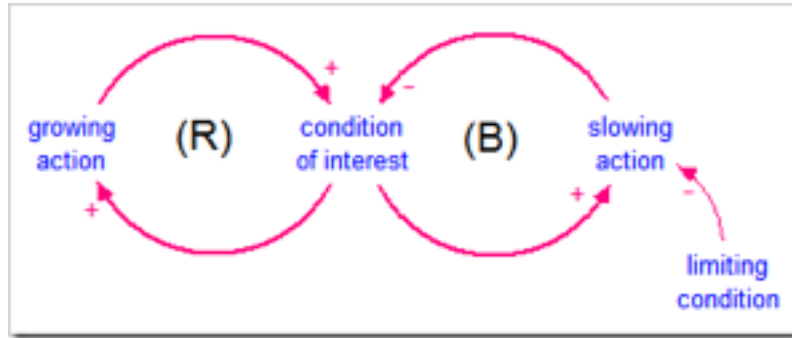 growing
action
(R)
+
+
condition
of interest
(B)
-
+
slowing
action
-
limiting
condition